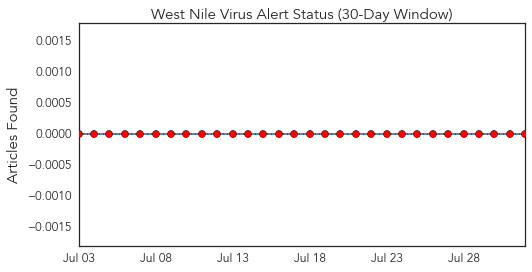 West Nile Virus Alert Status (30-Day Window)
Articles Found
0.0015
0.0010
0.0005
0.0000
−0.0005
−0.0010
−0.0015
Jul 03 Jul 08 Jul 13 Jul 18 Jul 23 Jul 28